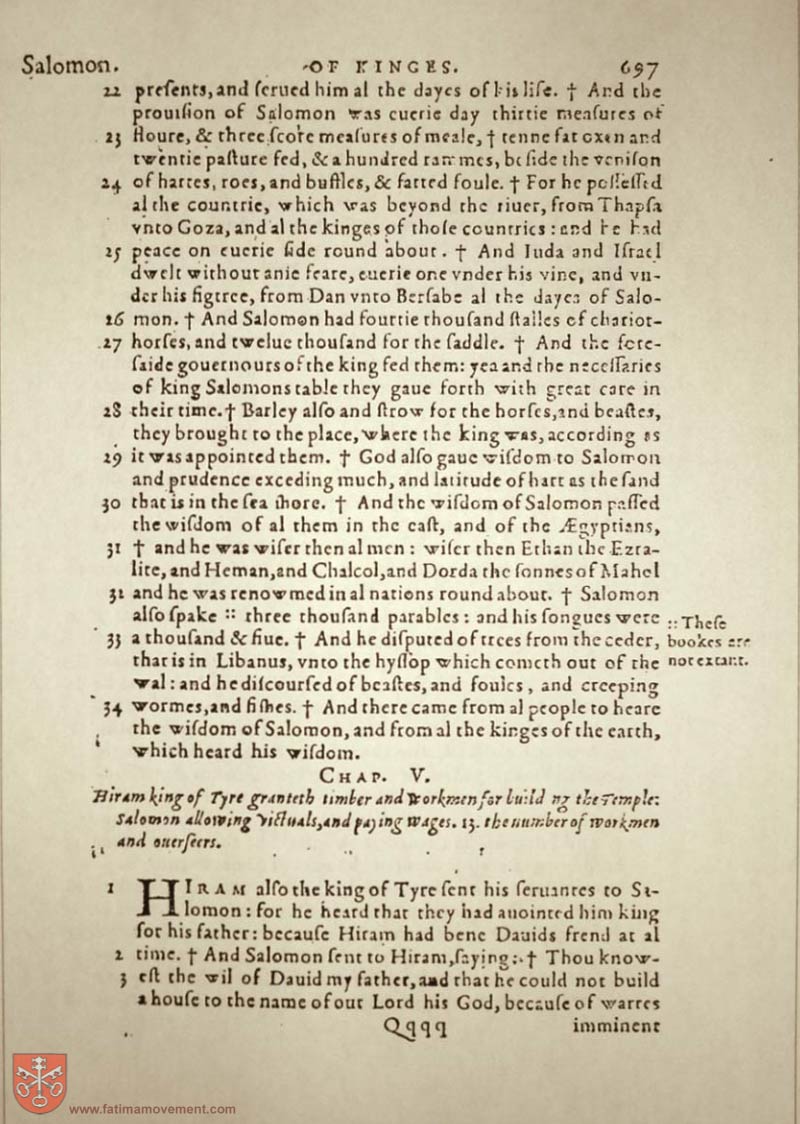 Salomon. OF KINGES. 697
22 presents, and serued him al the dayes of his life. † And the
prouision of Salomon was euerie day thirtie measures of
23 floure, & three score measures of meale, † tenne fat oxen and
twentie pasture fed, & a hundred rammes, beside the venison
24 of hartes, roes, and buffles, & fatted foule. † For he possessed
al the countrie, which was beyond the riuer, from Thapsa
vnto Goza, and al the kinges of those countries : and he had
25 peace on euerie side round about. † And Iuda and Israel
dwelt without anie feare, euerie one vnder his vine, and vn-
der his figtree, from Dan vnto Bersabe al the dayes of Salo-
26 mon. † And Salomon had fourtie thousand stalles of chariot-
27 horses, and twelue thousand for the saddle. † And the fore-
saide gouernours of the king fed them: yea and the necessaries
of king Salomons table they gaue forth with great care in
28 their time. † Barley also and strow for the horses, and beastes,
they brought to the place, where the king was, according as
29 it was appointed them. † God also gaue wisdom to Salomon
and prudence exceding much, and latitude of hart as the sand
30 that is in the sea shore. † And the wisdom of Salomon passed
the wisdom of al them in the east, and of the Ægyptians,
31 † and he was wiser then al men : wiser then Ethan the Ezra-
lite, and Heman, and Chalcol, and Dorda the sonnes of Mahol
31 and he was renowmed in al nations round about. † Salomon
also spake :: three thousand parables : and his songues were
:: These
33 a thousand & fiue. † And he disputed of trees from the ceder,
bookes are
that is in Libanus, vnto the hyssop which cometh out of the
not extant.
wal : and he discoursed of beastes, and foules, and creeping
34 wormes, and fishes. † And there came from al people to heare
the wisdom of Salomon, and from al the kinges of the earth,
which heard his wisdom.
CHAP. V.
Hiram king of Tyre granteth timber and workmen for build ng the Temple:
Salomon allowing victuals, and paying wages. 13. the number of workmen
and ouerseers.
1 HIRAM also the king of Tyre sent his seruantes to Sa-
lomon : for he heard that they had anointed him king
for his father: because Hiram had bene Dauids frend at al
2 time. † And Salomon sent to Hiram, saying : † Thou know-
3 est the wil of Dauid my father, and that he could not build
a house to the name of our Lord his God, because of warres
Qqqq imminent
www.fatimamovement.com